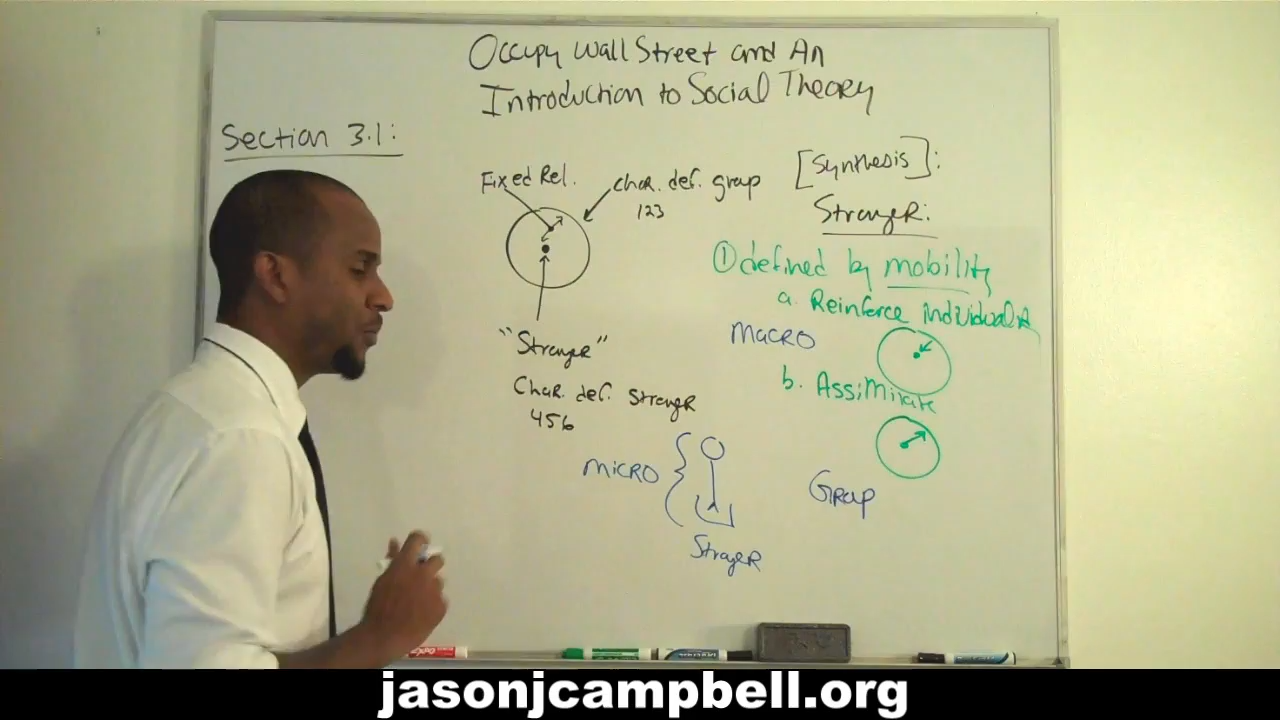 Occupy Wall Street and An
Introduction to Social Theory
Section 3.1:
Fixed Rel.
Char. def. group
123
[Synthesis]:
Stranger:
① defined by mobility
a. Reinforce
Macro
b. Assimilate
"Stranger"
Char. def. Stranger
456
Micro
Group
Stranger
jasonjcampbell.org